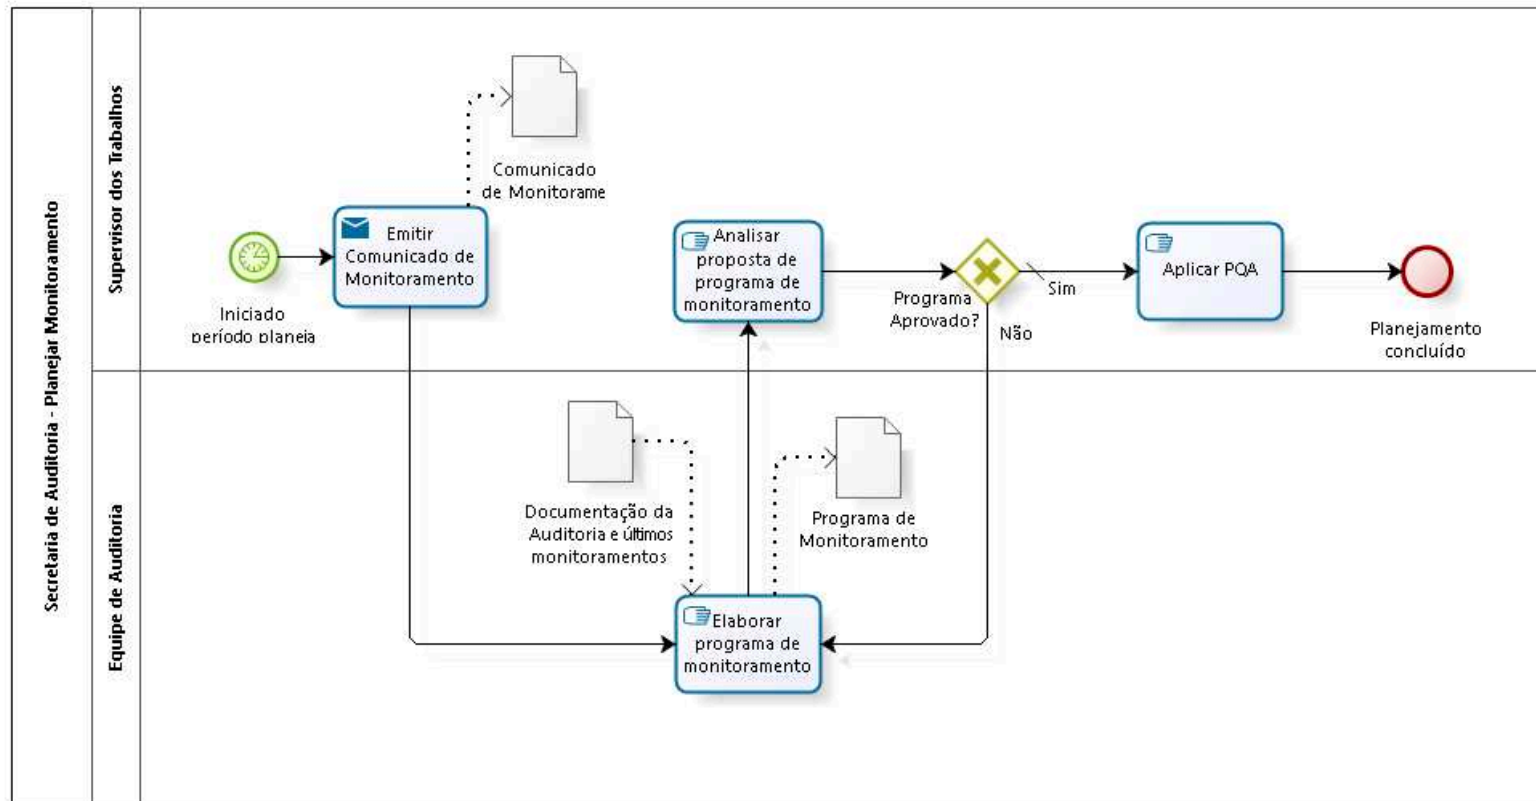 Secretaria de Auditoria - Planejar Monitoramento
Supervisor dos Trabalhos
Comunicado
de Monitorame
Emitir
Comunicado de
Monitoramento
Iniciado
período planeja
Analisar
proposta de
programa de
monitoramento
Programa
Aprovado?
Sim
Não
Aplicar PQA
Planejamento
concluído
Equipe de Auditoria
Documentação da
Auditoria e últimos
monitoramentos
Programa de
Monitoramento
Elaborar
programa de
monitoramento